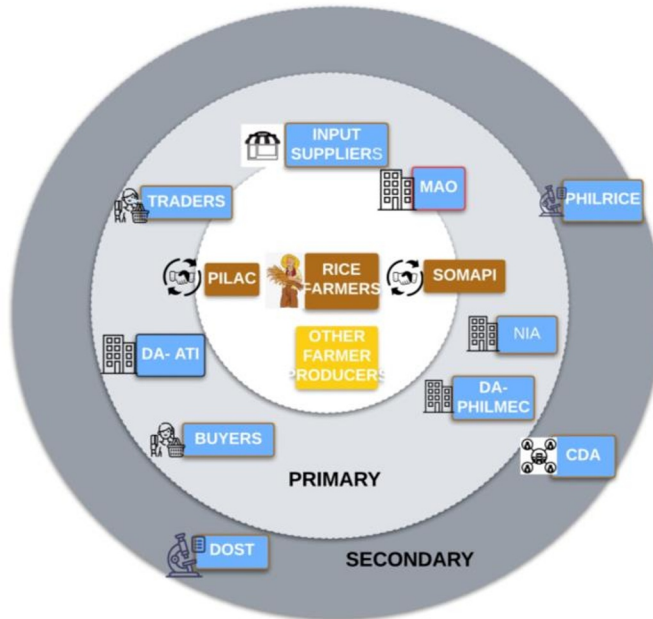 INPUT
SUPPLIERS
MAO
TRADERS
PHILRICE
PILAC
RICE
FARMERS
SOMAPI
OTHER
FARMER
PRODUCERS
NIA
DA- ATI
DA-
PHILMEC
BUYERS
CDA
PRIMARY
DOST
SECONDARY